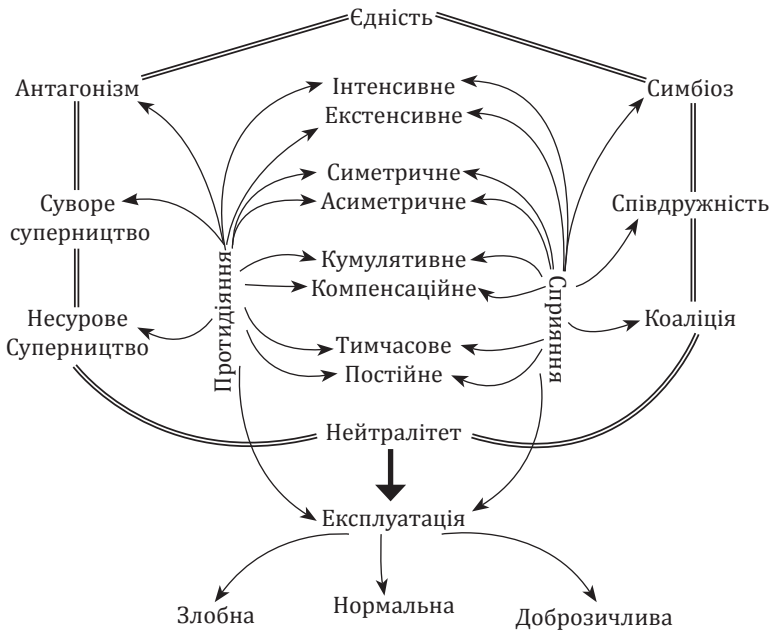 Єдність
Антагонізм
Інтенсивне
Симбіоз
Екстенсивне
Симетричне
Асиметричне
Суворе
суперництво
Співдружність
Протидіяння
Кумулятивне
Компенсаційне
Сприяння
Несурове
Суперництво
Коаліція
Тимчасове
Постійне
Нейтралітет
Експлуатація
Злобна
Нормальна
Доброзичлива